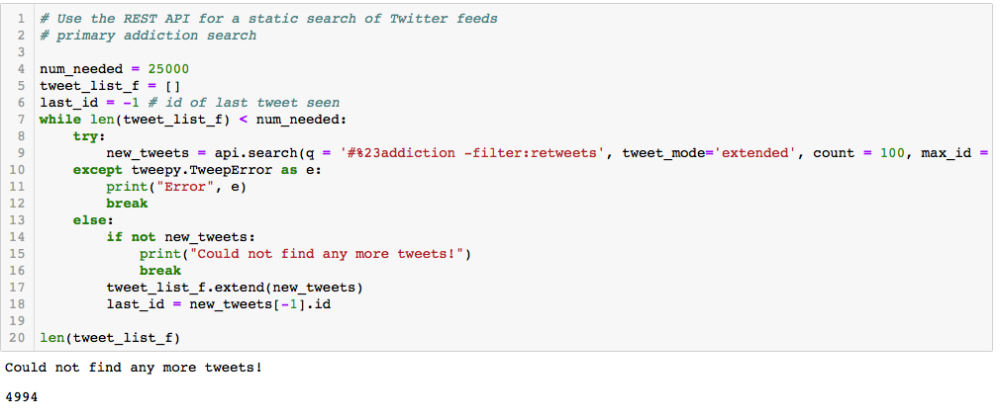 1 # Use the REST API for a static search of Twitter feeds
2 # primary addiction search
3
4 num_needed = 25000
5 tweet_list_f = []
6 last_id = -1 # id of last tweet seen
7 while len(tweet_list_f) < num_needed:
8     try:
9         new_tweets = api.search(q = '#%23addiction -filter:retweets', tweet_mode='extended', count = 100, max_id =
10     except tweepy.TweepError as e:
11         print("Error", e)
12         break
13     else:
14         if not new_tweets:
15             print("Could not find any more tweets!")
16             break
17         tweet_list_f.extend(new_tweets)
18         last_id = new_tweets[-1].id
19
20 len(tweet_list_f)
Could not find any more tweets!
4994